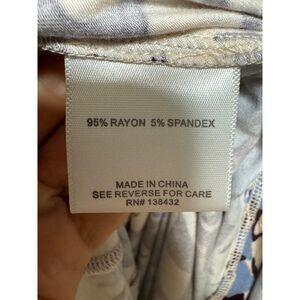 95% RAYON 5% SPANDEX
MADE IN CHINA
SEE REVERSE FOR CARE
RN# 138432